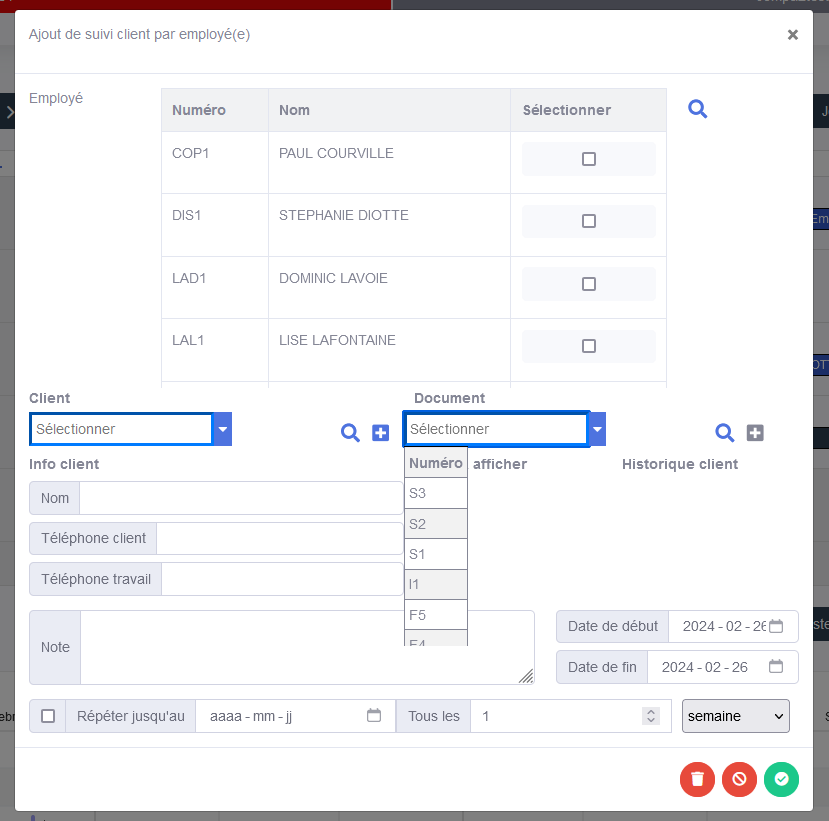 Ajout de suivi client par employé(e)
Employé
Numéro Nom Sélectionner
COP1 PAUL COURVILLE
DIS1 STEPHANIE DIOTTE
LAD1 DOMINIC LAVOIE
LAL1 LISE LAFONTAINE
Client Document
Sélectionner Sélectionner
Info client Numéro afficher Historique client
S3
Nom
S2
Téléphone client
S1
Téléphone travail I1
F5
Date de début 2024-02-26
Note
F4
Date de fin 2024-02-26
Répéter jusqu'au aaaa-mm-jj Tous les 1 semaine